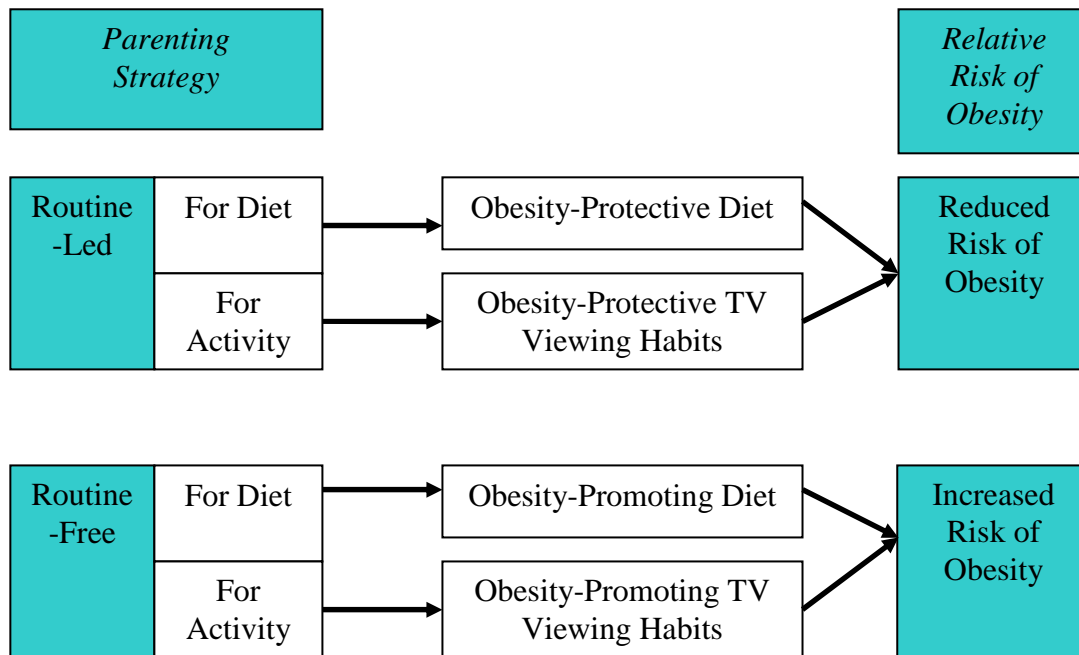 Parenting
Strategy
Relative
Risk of
Obesity
Routine
-Led
For Diet
Obesity-Protective Diet
For
Activity
Obesity-Protective TV
Viewing Habits
Reduced
Risk of
Obesity
Routine
-Free
For Diet
Obesity-Promoting Diet
For
Activity
Obesity-Promoting TV
Viewing Habits
Increased
Risk of
Obesity